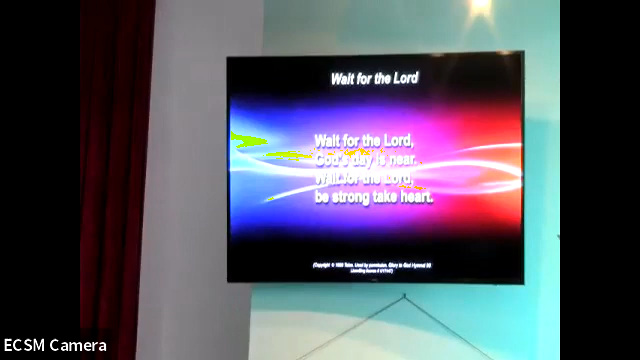 Wait for the Lord
Wait for the Lord,
God's day is near.
Wait for the Lord,
be strong take heart.
ECSM Camera